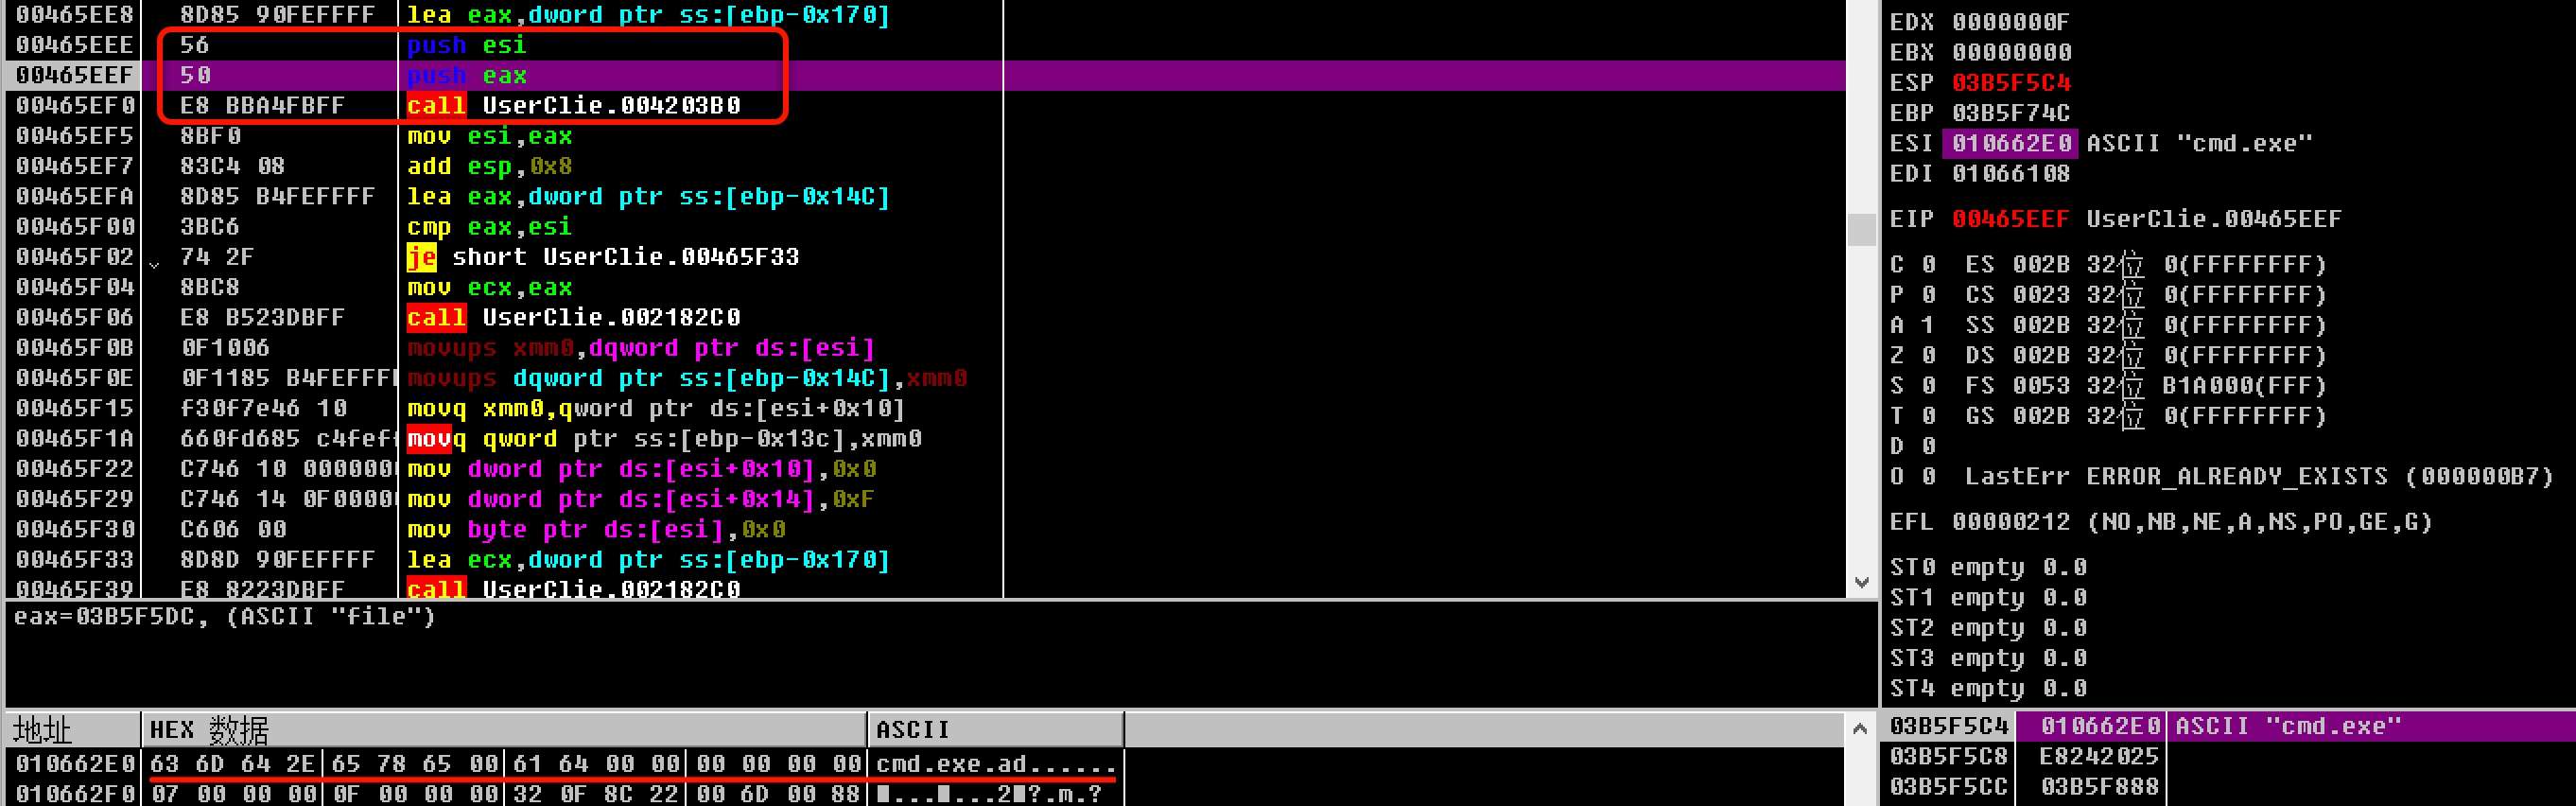 00465EE8 8D85 90FEFFFF lea eax,dword ptr ss:[ebp-0x170]
00465EEE 56 push esi
00465EEF 50 push eax
00465EF0 E8 BBA4FBFF call UserClie.004203B0
00465EF5 8BF0 mov esi,eax
00465EF7 83C4 08 add esp,0x8
00465EFA 8D85 B4FEFFFF lea eax,dword ptr ss:[ebp-0x14C]
00465F00 3BC6 cmp eax,esi
00465F02 74 2F je short UserClie.00465F33
00465F04 8BC8 mov ecx,eax
00465F06 E8 B523DBFF call UserClie.002182C0
00465F0B 0F1006 movups xmm0,dqword ptr ds:[esi]
00465F0E 0F1185 B4FEFFF movups dqword ptr ss:[ebp-0x14C],xmm0
00465F15 f30f7e46 10 movq xmm0,qword ptr ds:[esi+0x10]
00465F1A 660fd685 c4fef movq qword ptr ss:[ebp-0x13c],xmm0
00465F22 C746 10 000000 mov dword ptr ds:[esi+0x10],0x0
00465F29 C746 14 0F0000 mov dword ptr ds:[esi+0x14],0xF
00465F30 C606 00 mov byte ptr ds:[esi],0x0
00465F33 8D8D 90FEFFFF lea ecx,dword ptr ss:[ebp-0x170]
00465F39 E8 8223DBFF call UserClie.002182C0
eax=03B5F5DC, (ASCII "file")
EDX 0000000F
EBX 00000000
ESP 03B5F5C4
EBP 03B5F74C
ESI 010662E0 ASCII "cmd.exe"
EDI 01066108
EIP 00465EEF UserClie.00465EEF
C 0 ES 002B 32位 0(FFFFFFFF)
P 0 CS 0023 32位 0(FFFFFFFF)
A 1 SS 002B 32位 0(FFFFFFFF)
Z 0 DS 002B 32位 0(FFFFFFFF)
S 0 FS 0053 32位 B1A000(FFF)
T 0 GS 002B 32位 0(FFFFFFFF)
D 0
O 0 LastErr ERROR_ALREADY_EXISTS (000000B7)
EFL 00000212 (NO,NB,NE,A,NS,PO,GE,G)
ST0 empty 0.0
ST1 empty 0.0
ST2 empty 0.0
ST3 empty 0.0
ST4 empty 0.0
地址 HEX 数据 ASCII
010662E0 63 6D 64 2E 65 78 65 00 61 64 00 00 00 00 00 00 cmd.exe.ad......
010662F0 07 00 00 00 0F 00 00 00 32 0F 8C 22 00 6D 00 88 ■...■...2■?.m.?
03B5F5C4 010662E0 ASCII "cmd.exe"
03B5F5C8 E8242025
03B5F5CC 03B5F888